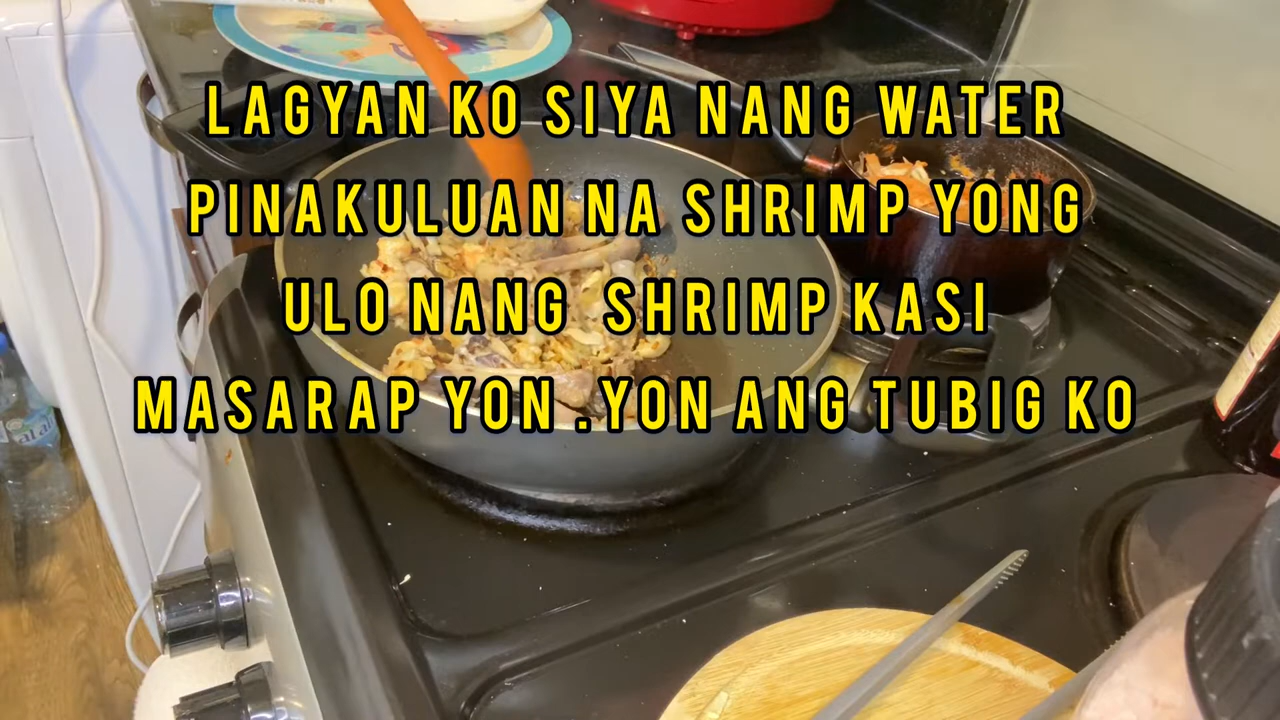 LAGYAN KO SIYA NANG WATER
PINAKULUAN NA SHRIMP YONG
ULO NANG SHRIMP KASI
MASARAP YON .YON ANG TUBIG KO